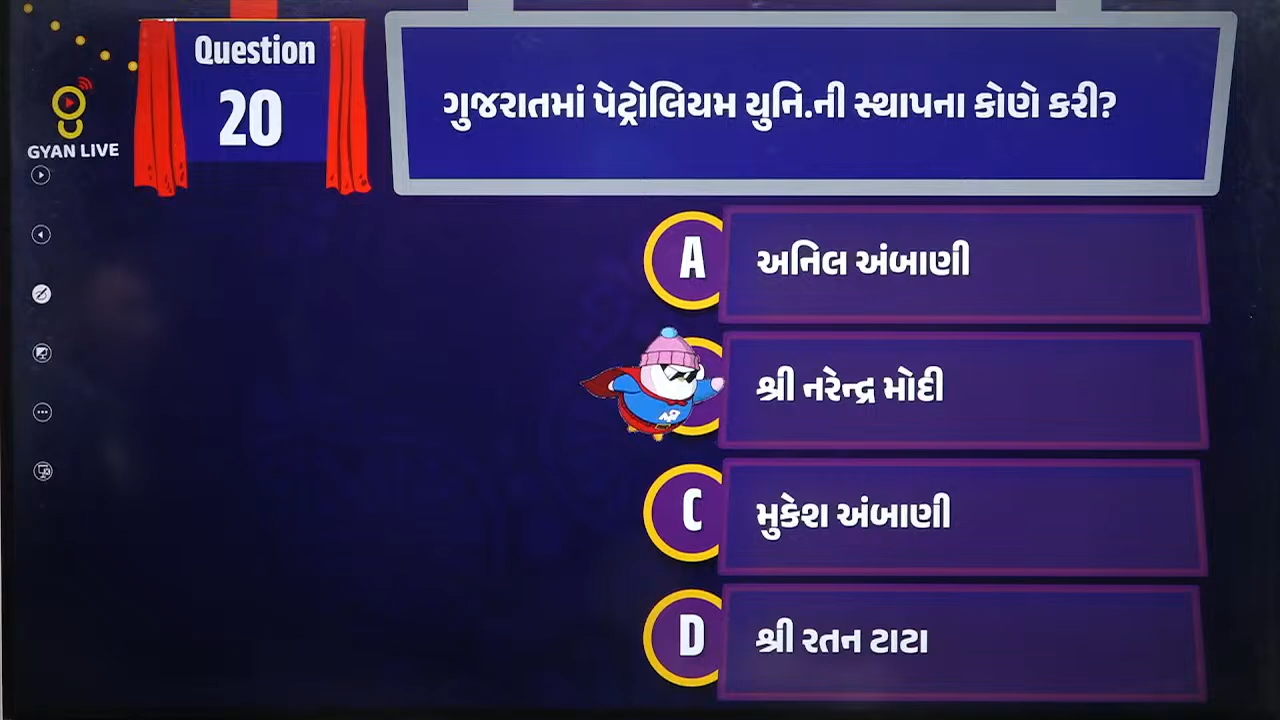 Question
20
GYAN LIVE
ગુજરાતમાં પેટ્રોલિયમ યુનિ.ની સ્થાપના કોણે કરી?
A
અનિલ અંબાણી
શ્રી નરેન્દ્ર મોદી
C
મુકેશ અંબાણી
D
શ્રી રતન ટાટા